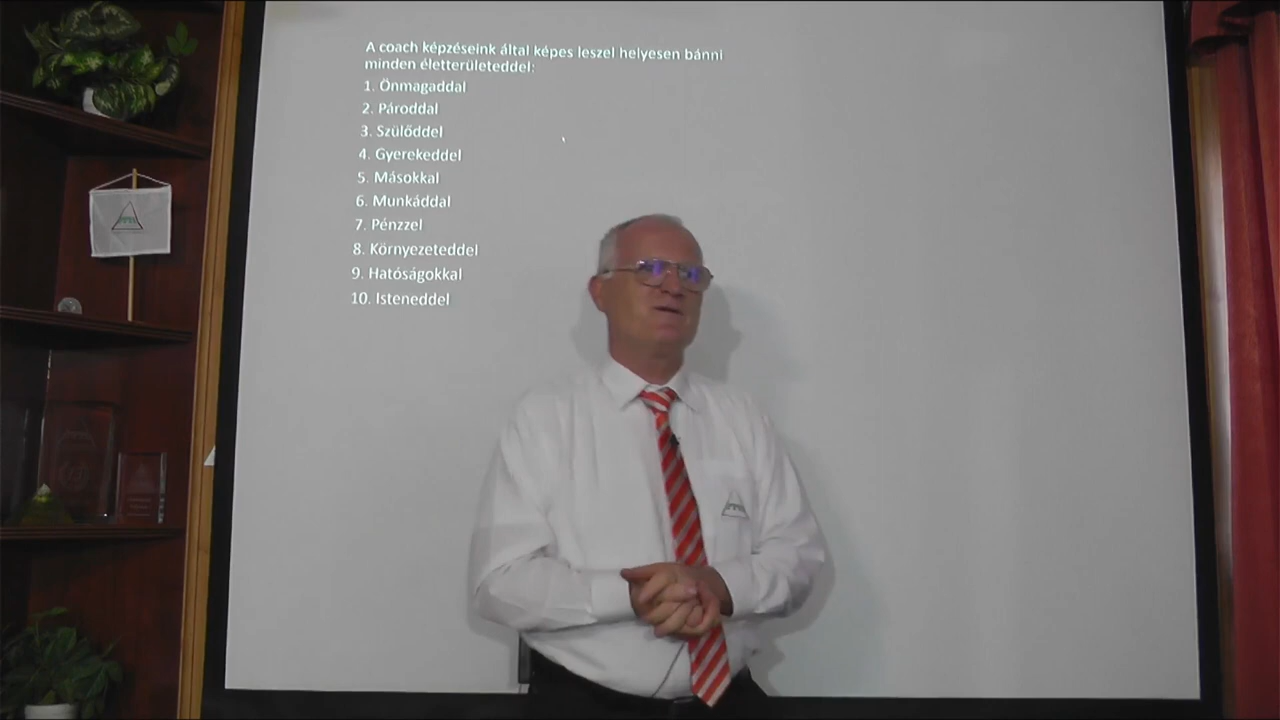 A coach képzéseink által képes leszel helyesen bánni
minden életterületeddel:
1. Önmagaddal
2. Pároddal
3. Szülőddel
4. Gyerekeddel
5. Másokkal
6. Munkáddal
7. Pénzzel
8. Környezeteddel
9. Hatóságokkal
10. Isteneddel